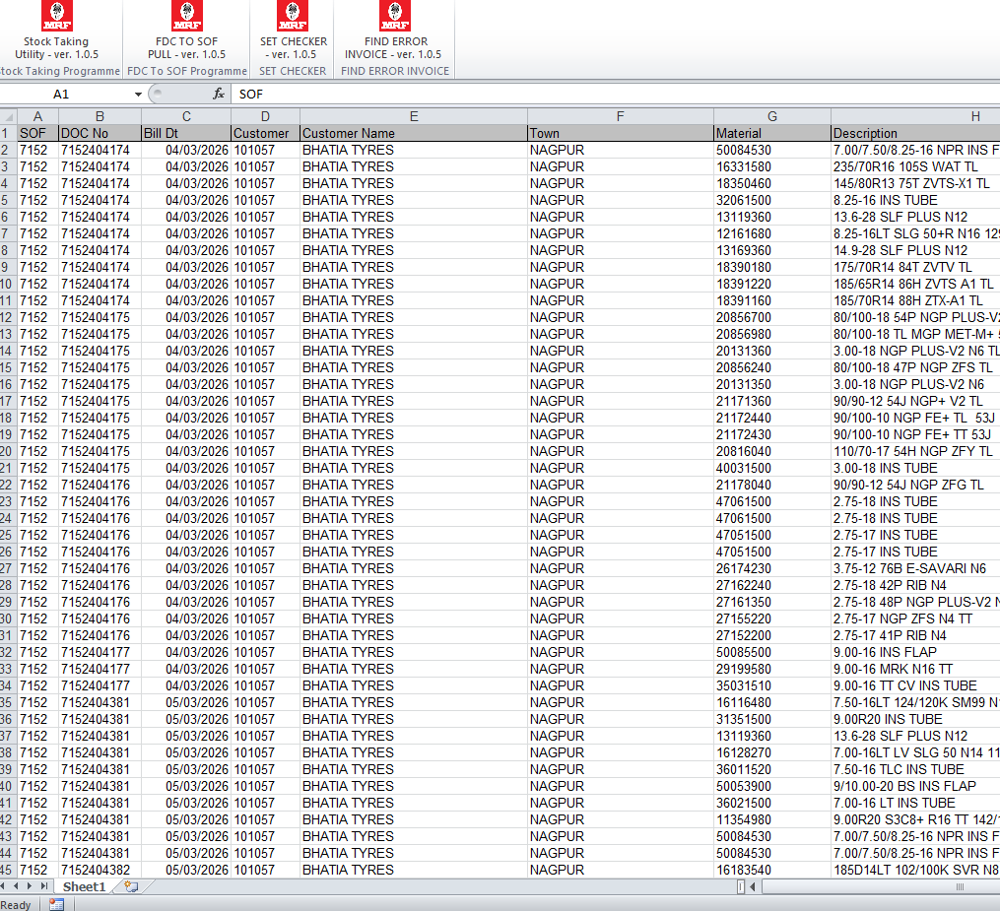 MRF MRF MRF MRF
Stock Taking FDC TO SOF SET CHECKER FIND ERROR
Utility - ver. 1.0.5 PULL - ver. 1.0.5 - ver. 1.0.5 INVOICE - ver. 1.0.5
tock Taking Programme FDC To SOF Programme SET CHECKER FIND ERROR INVOICE
A1 fx SOF
A B C D E F G H
1 SOF DOC No Bill Dt Customer Customer Name Town Material Description
2 7152 7152404174 04/03/2026 101057 BHATIA TYRES NAGPUR 50084530 7.00/7.50/8.25-16 NPR INS F
3 7152 7152404174 04/03/2026 101057 BHATIA TYRES NAGPUR 16331580 235/70R16 105S WAT TL
4 7152 7152404174 04/03/2026 101057 BHATIA TYRES NAGPUR 18350460 145/80R13 75T ZVTS-X1 TL
5 7152 7152404174 04/03/2026 101057 BHATIA TYRES NAGPUR 32061500 8.25-16 INS TUBE
6 7152 7152404174 04/03/2026 101057 BHATIA TYRES NAGPUR 13119360 13.6-28 SLF PLUS N12
7 7152 7152404174 04/03/2026 101057 BHATIA TYRES NAGPUR 12161680 8.25-16LT SLG 50+R N16 129
8 7152 7152404174 04/03/2026 101057 BHATIA TYRES NAGPUR 13169360 14.9-28 SLF PLUS N12
9 7152 7152404174 04/03/2026 101057 BHATIA TYRES NAGPUR 18390180 175/70R14 84T ZVTV TL
10 7152 7152404174 04/03/2026 101057 BHATIA TYRES NAGPUR 18391220 185/65R14 86H ZVTS A1 TL
11 7152 7152404174 04/03/2026 101057 BHATIA TYRES NAGPUR 18391160 185/70R14 88H ZTX-A1 TL
12 7152 7152404175 04/03/2026 101057 BHATIA TYRES NAGPUR 20856700 80/100-18 54P NGP PLUS-V2
13 7152 7152404175 04/03/2026 101057 BHATIA TYRES NAGPUR 20856980 80/100-18 TL MGP MET-M+ 5
14 7152 7152404175 04/03/2026 101057 BHATIA TYRES NAGPUR 20131360 3.00-18 NGP PLUS-V2 N6 TL
15 7152 7152404175 04/03/2026 101057 BHATIA TYRES NAGPUR 20856240 80/100-18 47P NGP ZFS TL
16 7152 7152404175 04/03/2026 101057 BHATIA TYRES NAGPUR 20131350 3.00-18 NGP PLUS-V2 N6
17 7152 7152404175 04/03/2026 101057 BHATIA TYRES NAGPUR 21171360 90/90-12 54J NGP+ V2 TL
18 7152 7152404175 04/03/2026 101057 BHATIA TYRES NAGPUR 21172440 90/100-10 NGP FE+ TL 53J
19 7152 7152404175 04/03/2026 101057 BHATIA TYRES NAGPUR 21172430 90/100-10 NGP FE+ TT 53J
20 7152 7152404175 04/03/2026 101057 BHATIA TYRES NAGPUR 20816040 110/70-17 54H NGP ZFY TL
21 7152 7152404175 04/03/2026 101057 BHATIA TYRES NAGPUR 40031500 3.00-18 INS TUBE
22 7152 7152404176 04/03/2026 101057 BHATIA TYRES NAGPUR 21178040 90/90-12 54J NGP ZFG TL
23 7152 7152404176 04/03/2026 101057 BHATIA TYRES NAGPUR 47061500 2.75-18 INS TUBE
24 7152 7152404176 04/03/2026 101057 BHATIA TYRES NAGPUR 47061500 2.75-18 INS TUBE
25 7152 7152404176 04/03/2026 101057 BHATIA TYRES NAGPUR 47051500 2.75-17 INS TUBE
26 7152 7152404176 04/03/2026 101057 BHATIA TYRES NAGPUR 47051500 2.75-17 INS TUBE
27 7152 7152404176 04/03/2026 101057 BHATIA TYRES NAGPUR 26174230 3.75-12 76B E-SAVARI N6
28 7152 7152404176 04/03/2026 101057 BHATIA TYRES NAGPUR 27162240 2.75-18 42P RIB N4
29 7152 7152404176 04/03/2026 101057 BHATIA TYRES NAGPUR 27161350 2.75-18 48P NGP PLUS-V2 N
30 7152 7152404176 04/03/2026 101057 BHATIA TYRES NAGPUR 27155220 2.75-17 NGP ZFS N4 TT
31 7152 7152404176 04/03/2026 101057 BHATIA TYRES NAGPUR 27152200 2.75-17 41P RIB N4
32 7152 7152404177 04/03/2026 101057 BHATIA TYRES NAGPUR 50085500 9.00-16 INS FLAP
33 7152 7152404177 04/03/2026 101057 BHATIA TYRES NAGPUR 29199580 9.00-16 MRK N16 TT
34 7152 7152404177 04/03/2026 101057 BHATIA TYRES NAGPUR 35031510 9.00-16 TT CV INS TUBE
35 7152 7152404381 05/03/2026 101057 BHATIA TYRES NAGPUR 16116480 7.50-16LT 124/120K SM99 N1
36 7152 7152404381 05/03/2026 101057 BHATIA TYRES NAGPUR 31351500 9.00R20 INS TUBE
37 7152 7152404381 05/03/2026 101057 BHATIA TYRES NAGPUR 13119360 13.6-28 SLF PLUS N12
38 7152 7152404381 05/03/2026 101057 BHATIA TYRES NAGPUR 16128270 7.00-16LT LV SLG 50 N14 11
39 7152 7152404381 05/03/2026 101057 BHATIA TYRES NAGPUR 36011520 7.50-16 TLC INS TUBE
40 7152 7152404381 05/03/2026 101057 BHATIA TYRES NAGPUR 50053900 9/10.00-20 BS INS FLAP
41 7152 7152404381 05/03/2026 101057 BHATIA TYRES NAGPUR 36021500 7.00-16 LT INS TUBE
42 7152 7152404381 05/03/2026 101057 BHATIA TYRES NAGPUR 11354980 9.00R20 S3C8+ R16 TT 142/1
43 7152 7152404381 05/03/2026 101057 BHATIA TYRES NAGPUR 50084530 7.00/7.50/8.25-16 NPR INS F
44 7152 7152404381 05/03/2026 101057 BHATIA TYRES NAGPUR 50084530 7.00/7.50/8.25-16 NPR INS F
45 7152 7152404382 05/03/2026 101057 BHATIA TYRES NAGPUR 16183540 185D14LT 102/100K SVR N8
Sheet1
Ready